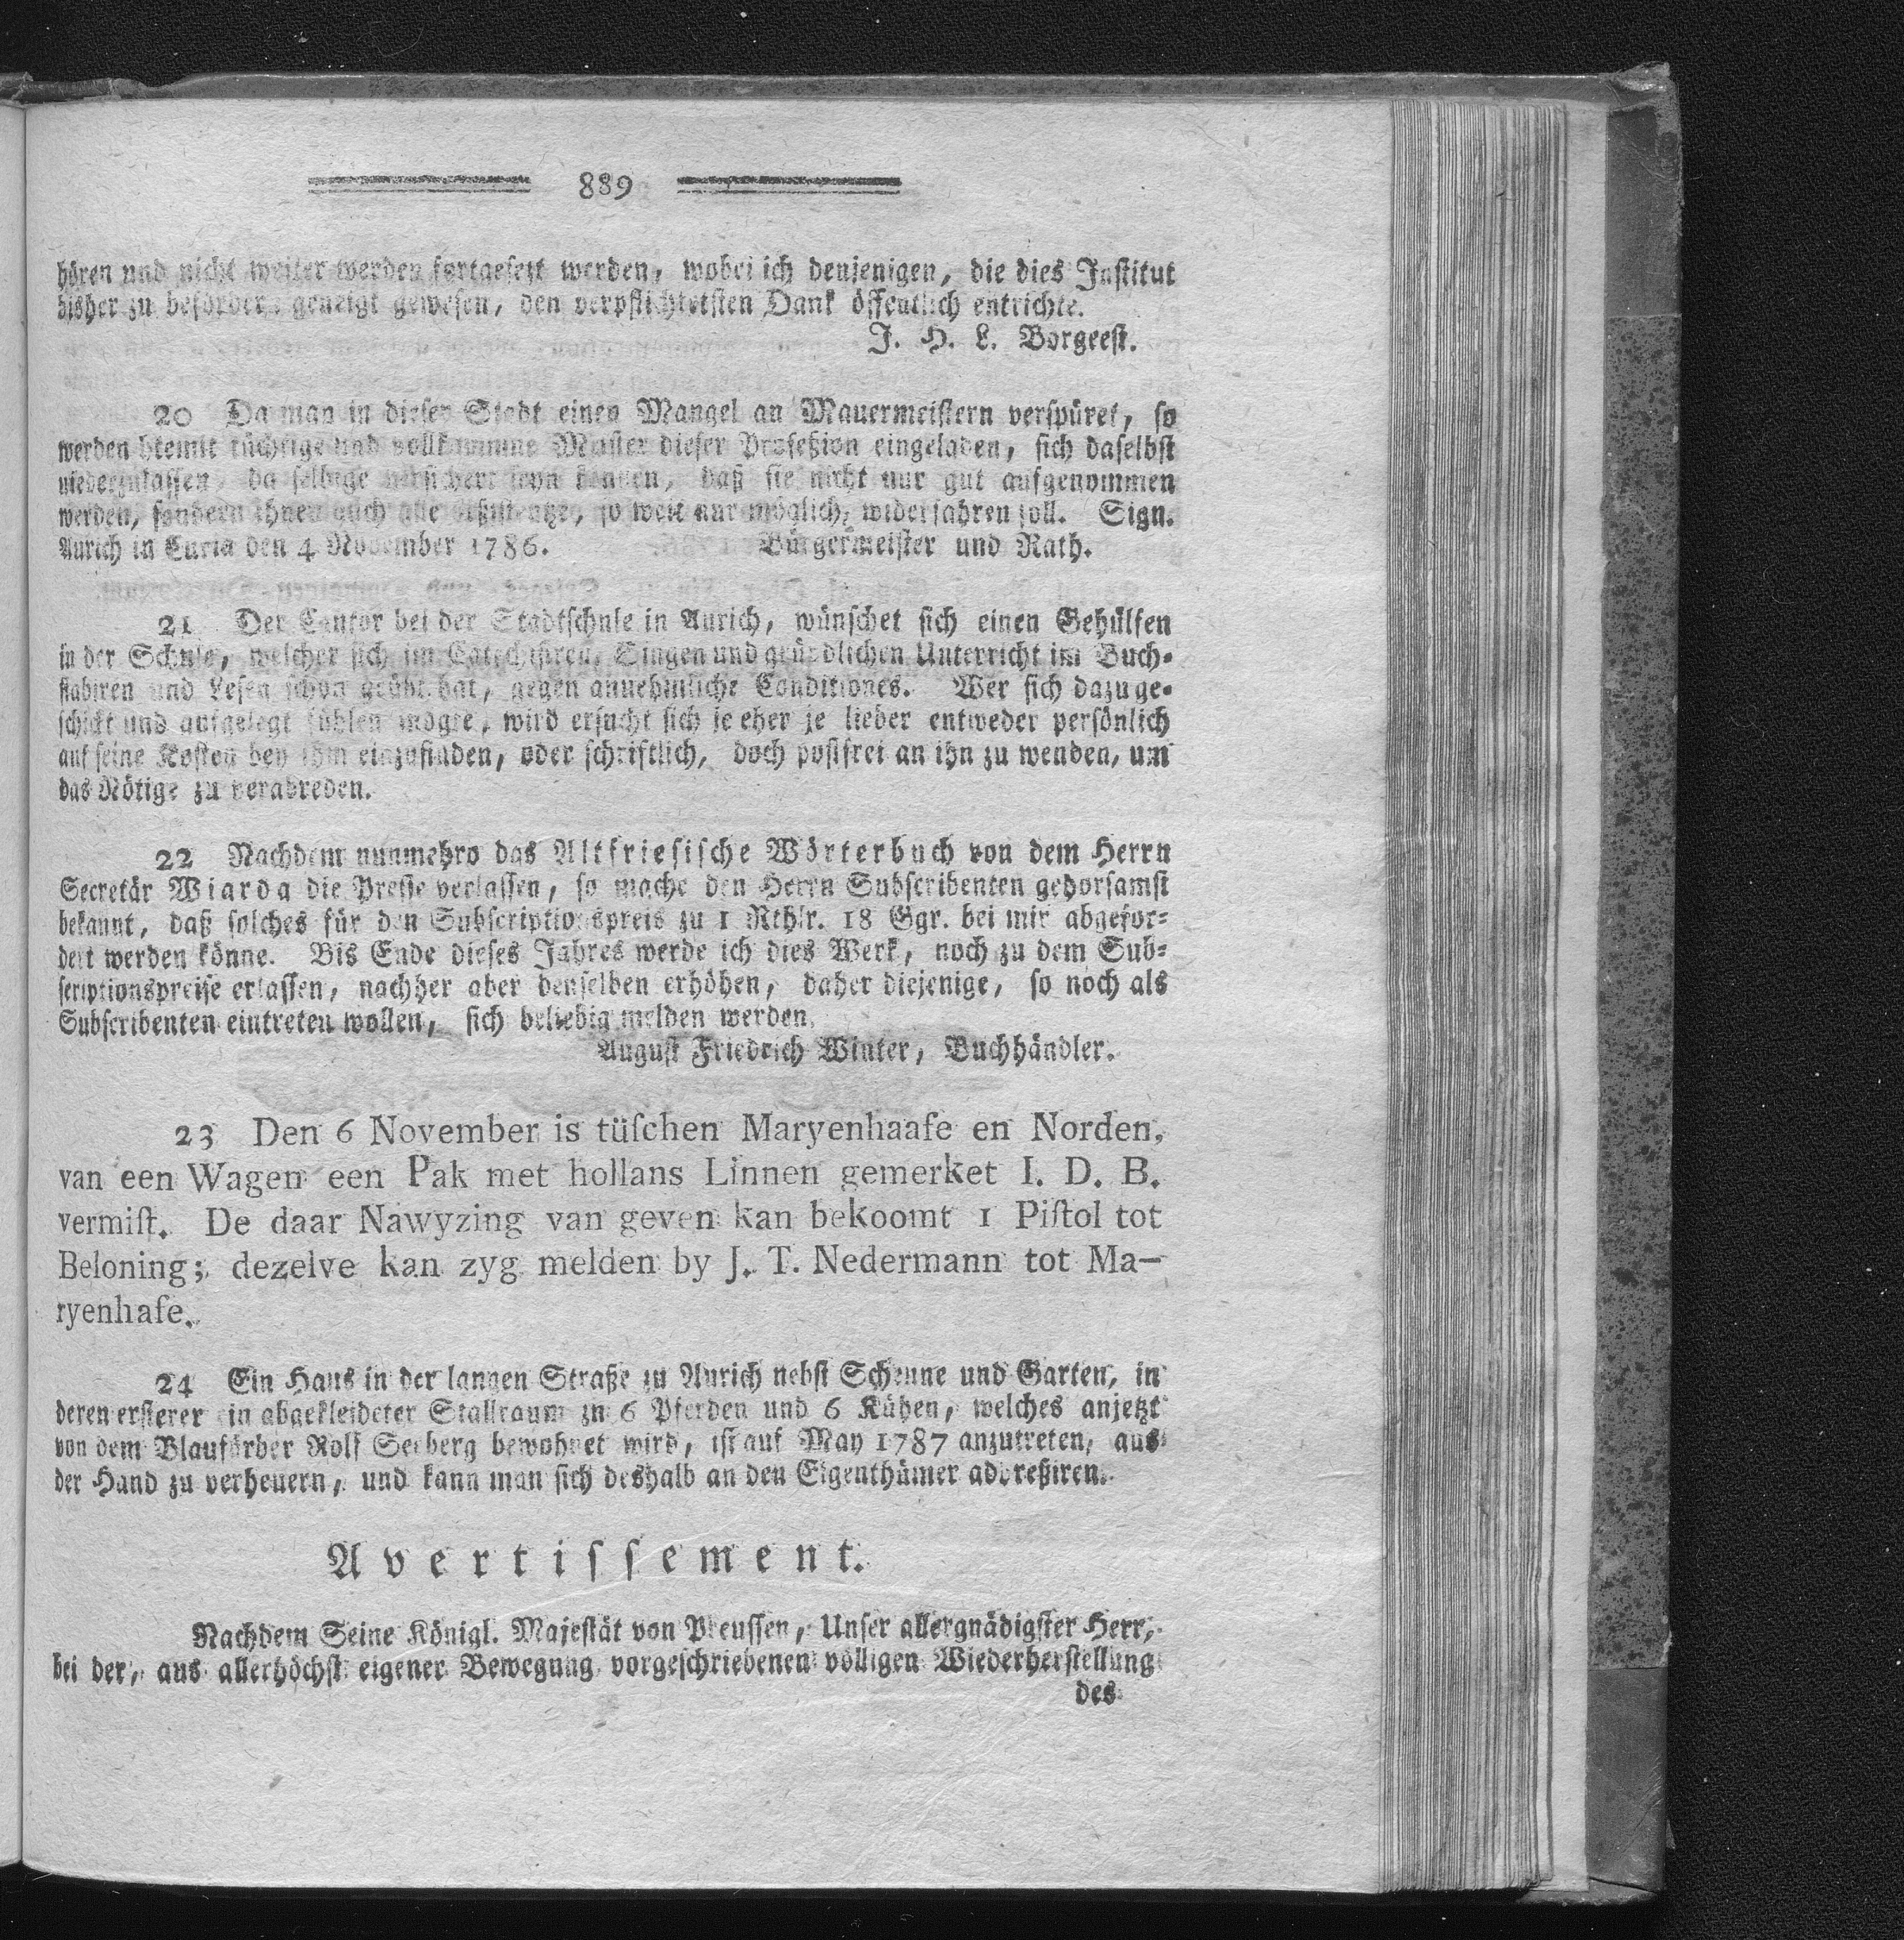 889
hören und nicht weiter werden fortgesetzt werden, wobei ich denjenigen, die dies Institut
bisher zu befördern geneigt gewesen, den verpflichtetsten Dank öffentlich entrichte.
J. H. L. Borgeest.
20 Da man in dieser Stadt einen Mangel an Mauermeistern verspüret, so
werden hiemit tüchtige und vollkommne Meister dieser Profeßion eingeladen, sich daselbst
niederzulassen, da selbige versichert seyn können, daß sie nicht nur gut aufgenommen
werden, sondern ihnen auch alle so weit nur möglich, widerfahren soll. Sign.
Aurich in Curia den 4 November 1786. Bürgermeister und Rath.
21 Der Cantor bei der Stadtschule in Aurich, wünschet sich einen Gehülfen
in der Schule, welcher sich im Catechisiren, Singen und gründlichen Unterricht im Buch-
stabiren und Lesen schon geübt hat, gegen annehmliche Conditiones. Wer sich dazu ge-
schickt und aufgelegt fühlen mögte, wird ersucht sich je eher je lieber entweder persönlich
auf seine Kosten bey ihm einzufinden, oder schriftlich, doch postfrei an ihn zu wenden, um
das Nötige zu verabreden.
22 Nachdem nunmehro das Altfriesische Wörterbuch von dem Herrn
Secretär Wiarda die Presse verlassen, so mache den Herrn Subscribenten gehorsamst
bekannt, daß solches für den Subscriptionspreis zu 1 Rthlr. 18 Ggr. bei mir abgefor-
dert werden könne. Bis Ende dieses Jahres werde ich dies Werk, noch zu dem Sub-
scriptionspreise erlassen, nachher aber denselben erhöhen, daher diejenige, so noch als
Subscribenten eintreten wollen, sich beliebig melden werden.
August Friedrich Winter, Buchhändler.
23 Den 6 November is tüschen Maryenhaafe en Norden,
van een Wagen een Pak met hollans Linnen gemerket I. D. B.
vermist. De daar Nawyzing van geven kan bekoomt 1 Pistol tot
Beloning; dezelve kan zyg melden by J. T. Nedermann tot Ma-
ryenhafe.
24 Ein Haus in der langen Straße zu Aurich nebst Scheune und Garten, in
deren ersterer ein abgekleideter Stallraum zu 6 Pferden und 6 Kühen, welches anjetzt
von dem Blaufärber Rolf Seeberg bewohnet wird, ist auf May 1787 anzutreten, aus
der Hand zu verheuern, und kann man sich deshalb an den Eigenthümer addreßiren.
Avertissement.
Nachdem Seine Königl. Majestät von Preussen, Unser allergnädigster Herr,
bei der, aus allerhöchst eigener Bewegung vorgeschriebenen völligen Wiederherstellung
des